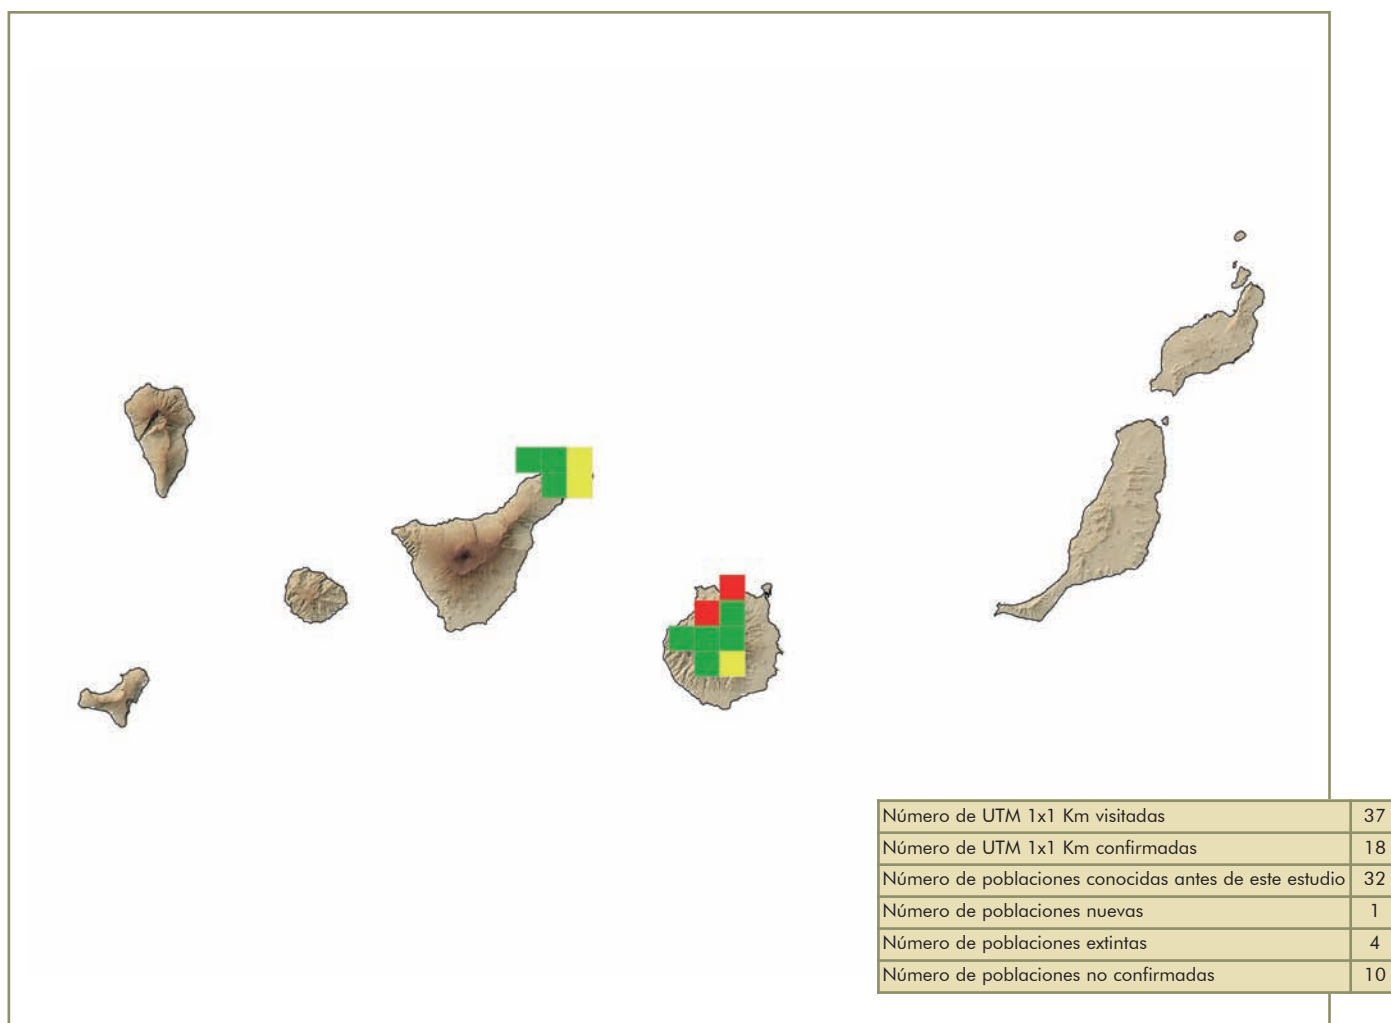 Número de UTM 1x1 Km visitadas 37
Número de UTM 1x1 Km confirmadas 18
Número de poblaciones conocidas antes de este estudio 32
Número de poblaciones nuevas 1
Número de poblaciones extintas 4
Número de poblaciones no confirmadas 10